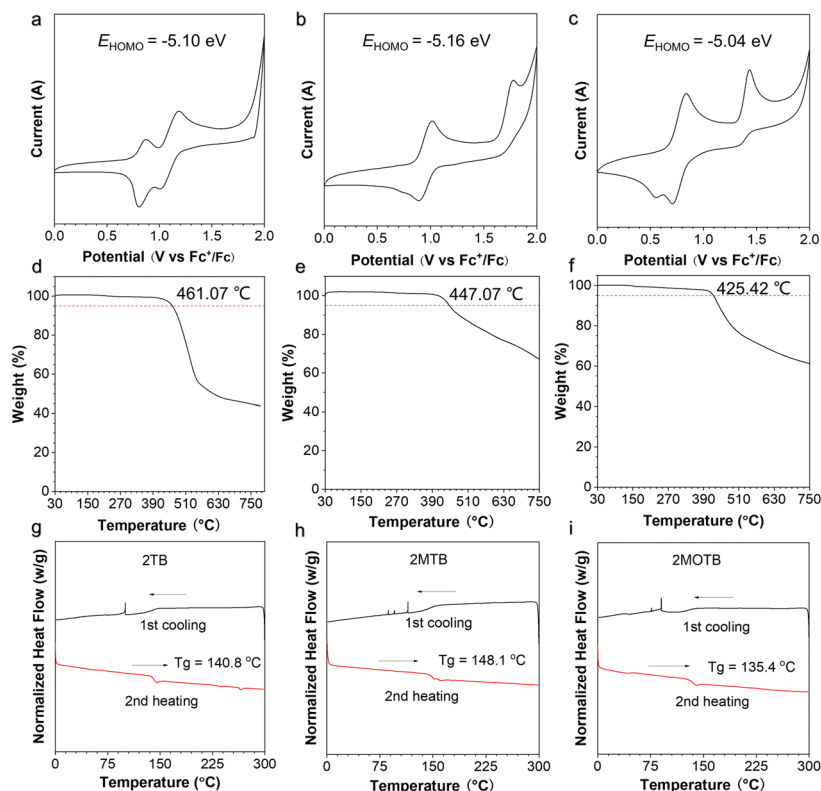 a
E_HOMO = -5.10 eV
Current (A)
0.0 0.5 1.0 1.5 2.0
Potential (V vs Fc⁺/Fc)
b
E_HOMO = -5.16 eV
Current (A)
0.0 0.5 1.0 1.5 2.0
Potential (V vs Fc⁺/Fc)
c
E_HOMO = -5.04 eV
Current (A)
0.0 0.5 1.0 1.5 2.0
Potential (V vs Fc⁺/Fc)
d
461.07 ℃
Weight (%)
100
80
60
40
20
0
30 150 270 390 510 630 750
Temperature (°C)
e
447.07 ℃
Weight (%)
100
80
60
40
20
0
30 150 270 390 510 630 750
Temperature (°C)
f
425.42 ℃
Weight (%)
100
80
60
40
20
0
30 150 270 390 510 630 750
Temperature (°C)
g
2TB
Normalized Heat Flow (w/g)
1st cooling
Tg = 140.8 °C
2nd heating
0 75 150 225 300
Temperature (°C)
h
2MTB
Normalized Heat Flow (w/g)
1st cooling
Tg = 148.1 °C
2nd heating
0 75 150 225 300
Temperature (°C)
i
2MOTB
Normalized Heat Flow (w/g)
1st cooling
Tg = 135.4 °C
2nd heating
0 75 150 225 300
Temperature (°C)